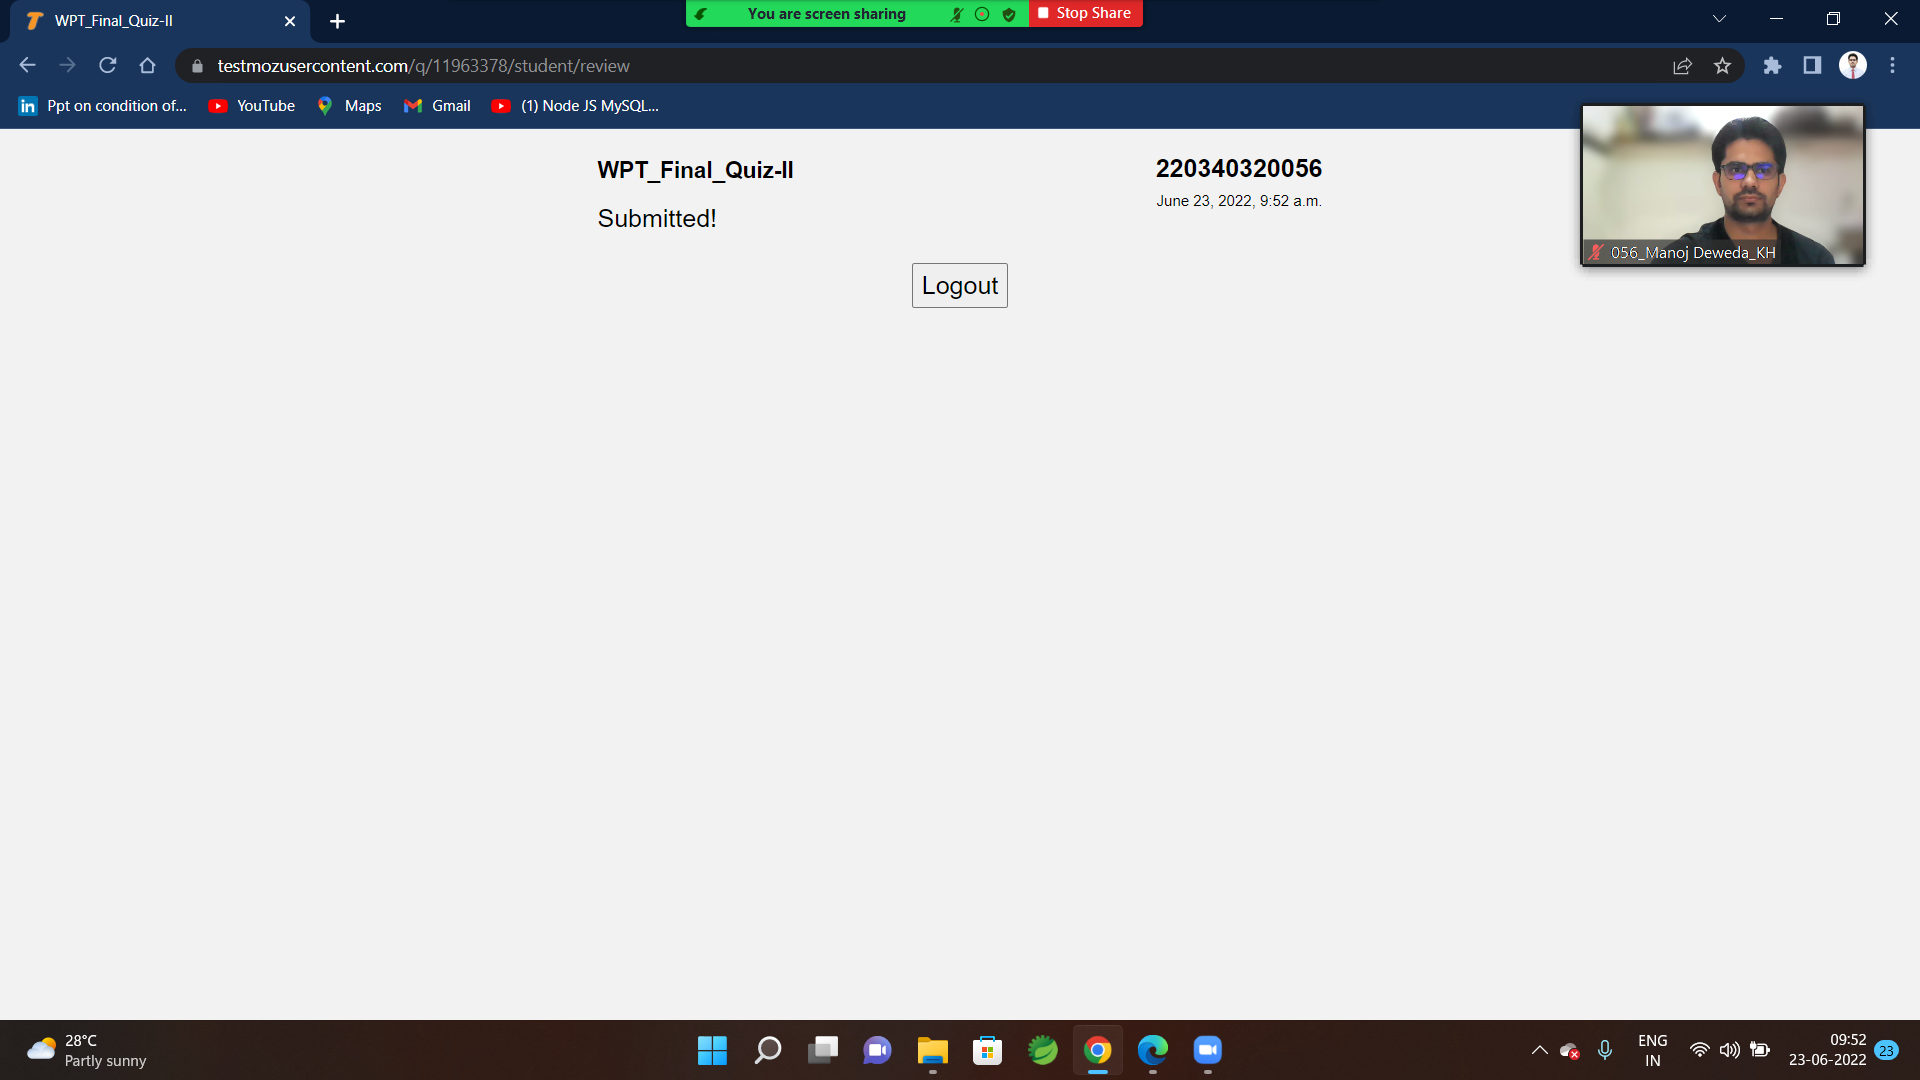 WPT_Final_Quiz-II
You are screen sharing
Stop Share
testmozusercontent.com/q/11963378/student/review
Ppt on condition of...
YouTube
Maps
Gmail
(1) Node JS MySQL...
WPT_Final_Quiz-II
220340320056
June 23, 2022, 9:52 a.m.
Submitted!
Logout
056_Manoj Deweda_KH
28°C
Partly sunny
ENG
IN
09:52
23-06-2022
23